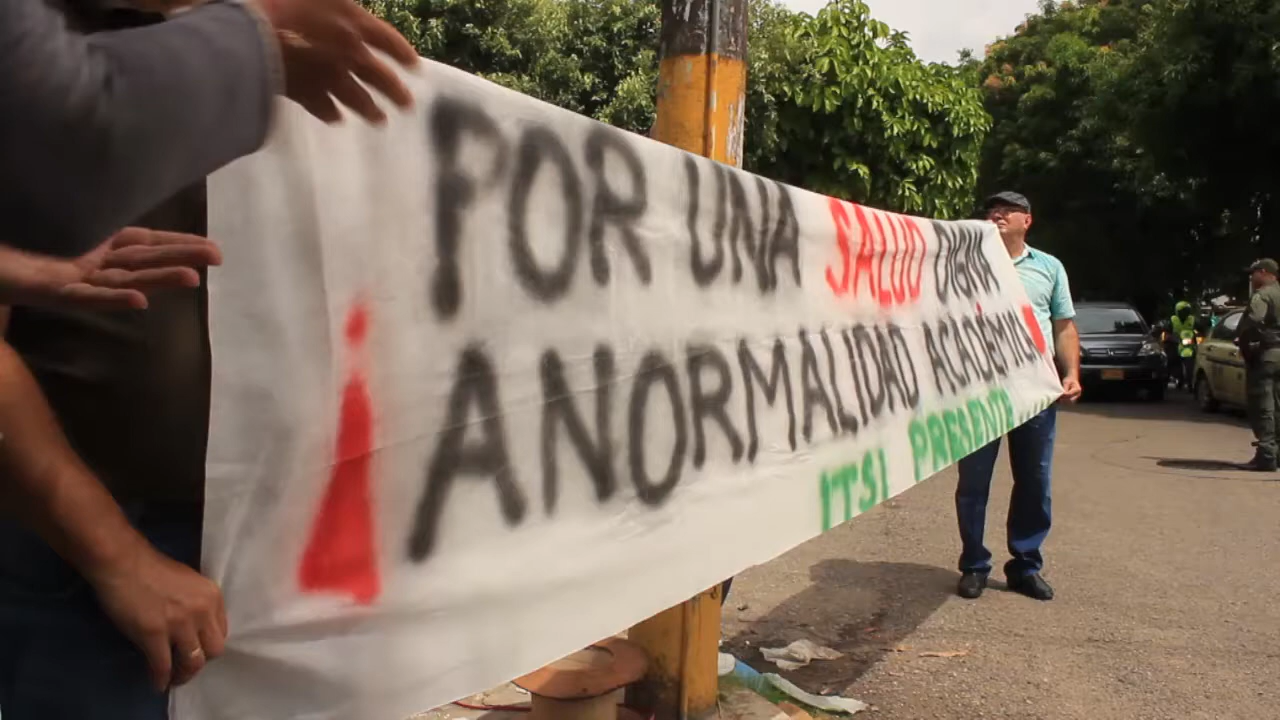 POR UNA SALUD DIGNA
¡ANORMALIDAD ACADÉMICA!
ITSI PRESENTE